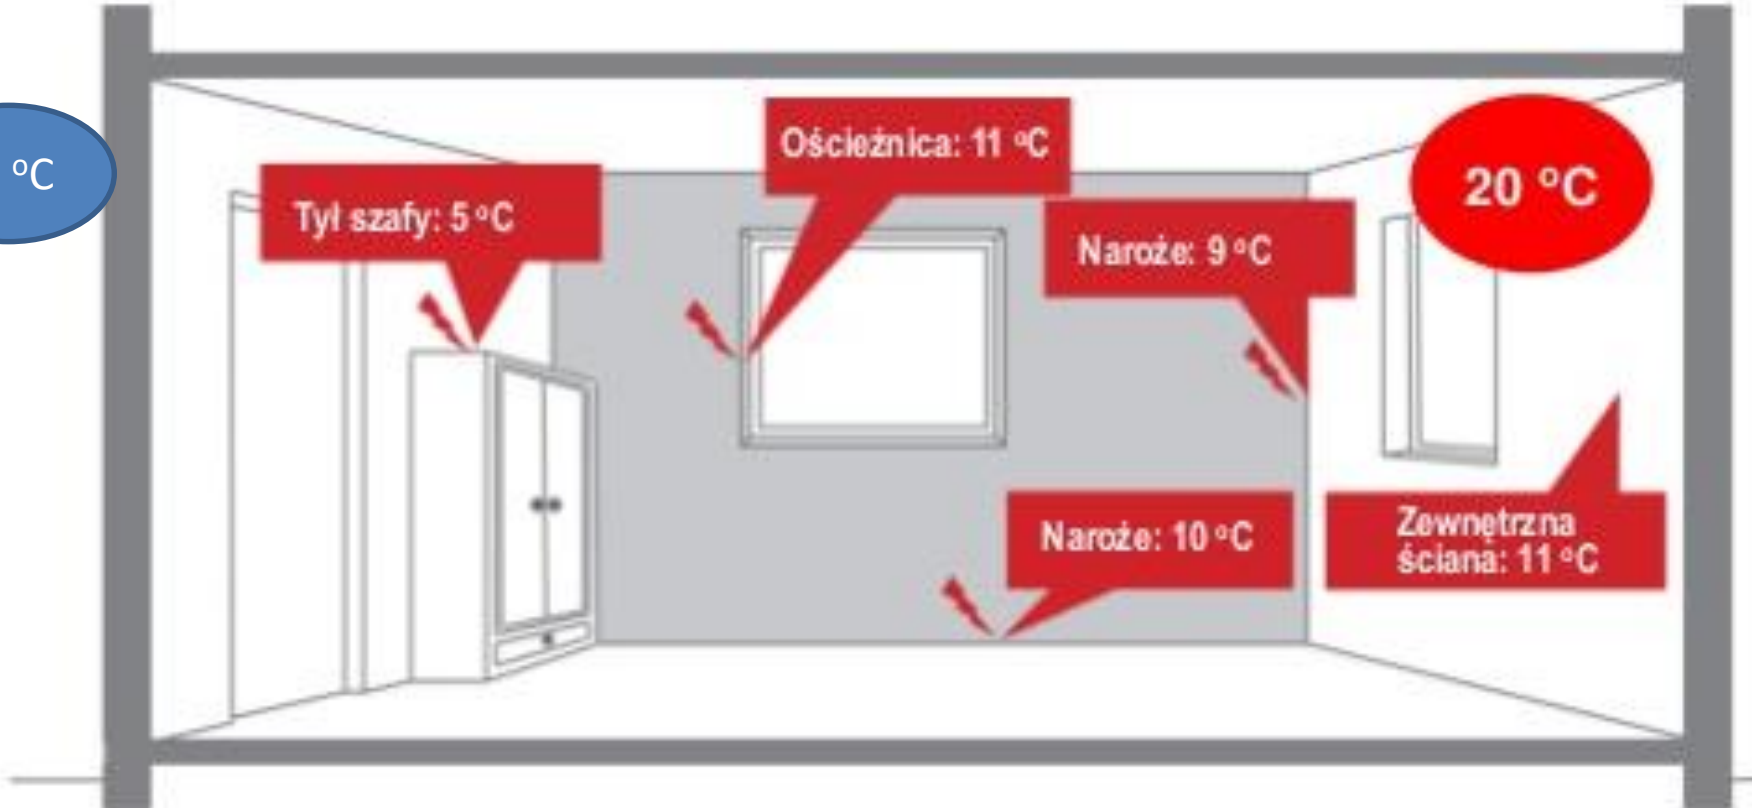 °C
Ościeżnica: 11 °C
Tył szafy: 5 °C
20 °C
Naroże: 9 °C
Naroże: 10 °C
Zewnętrzna
ściana: 11 °C